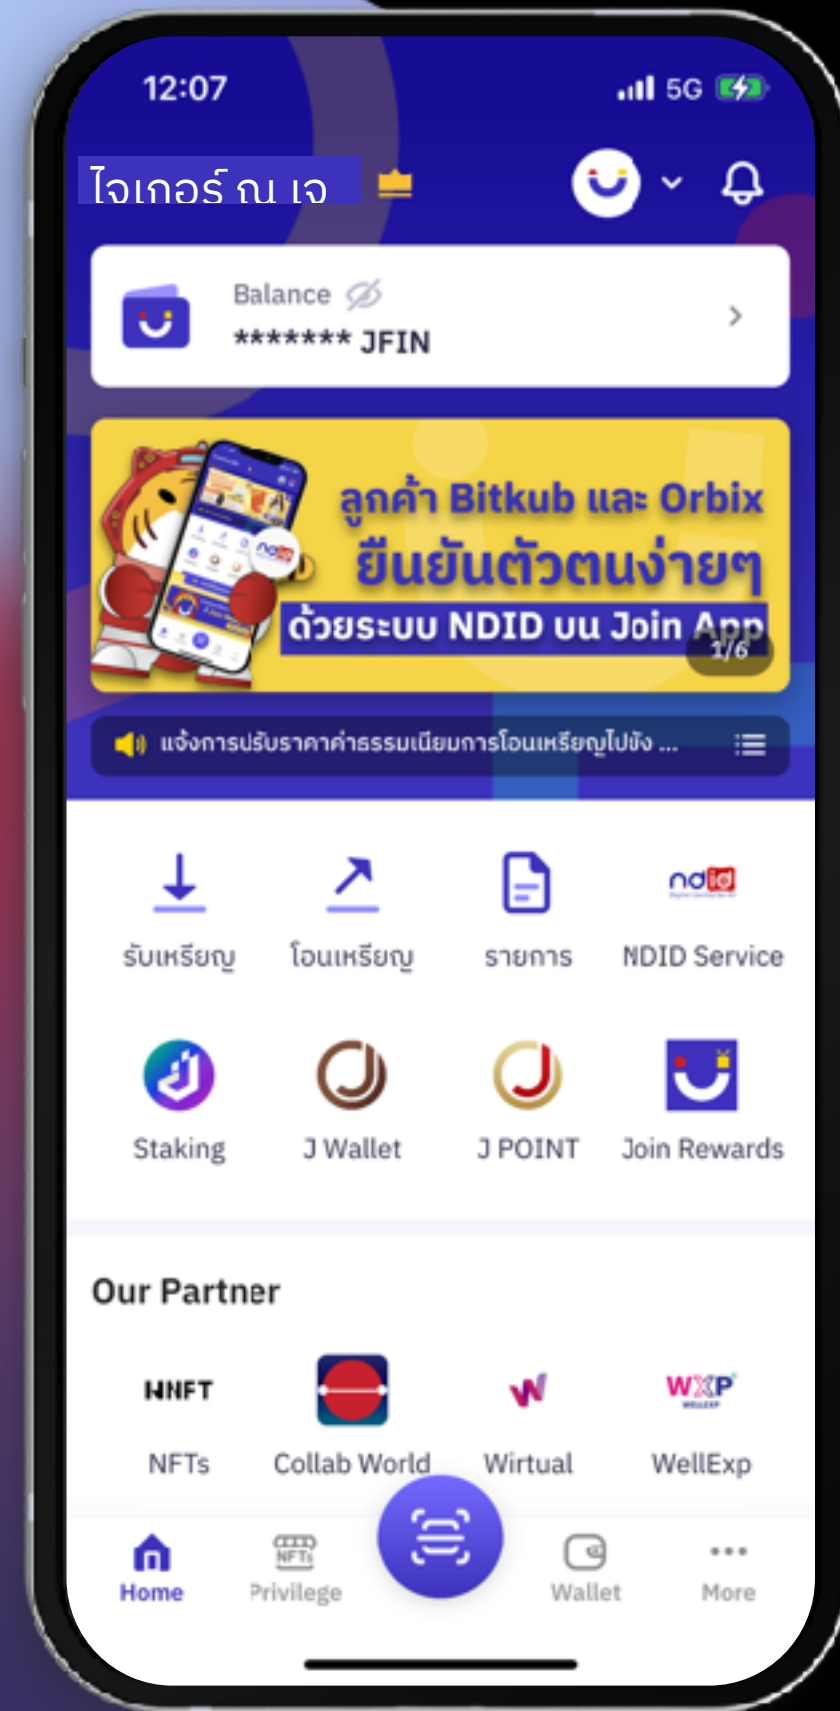 12:07
5G
ไจเกอร์ ณ เจ
Balance
******* JFIN
ลูกค้า Bitkub และ Orbix
ยืนยันตัวตนง่ายๆ
ด้วยระบบ NDID บน Join App
1/6
แจ้งการปรับราคาค่าธรรมเนียมการโอนเหรียญไปยัง ...
ndid
รับเหรียญ
โอนเหรียญ
รายการ
NDID Service
Staking
J Wallet
J POINT
Join Rewards
Our Partner
HNFT
WXP
WELLEXP
NFTs
Collab World
Wirtual
WellExp
NFTs
Home
Privilege
Wallet
More